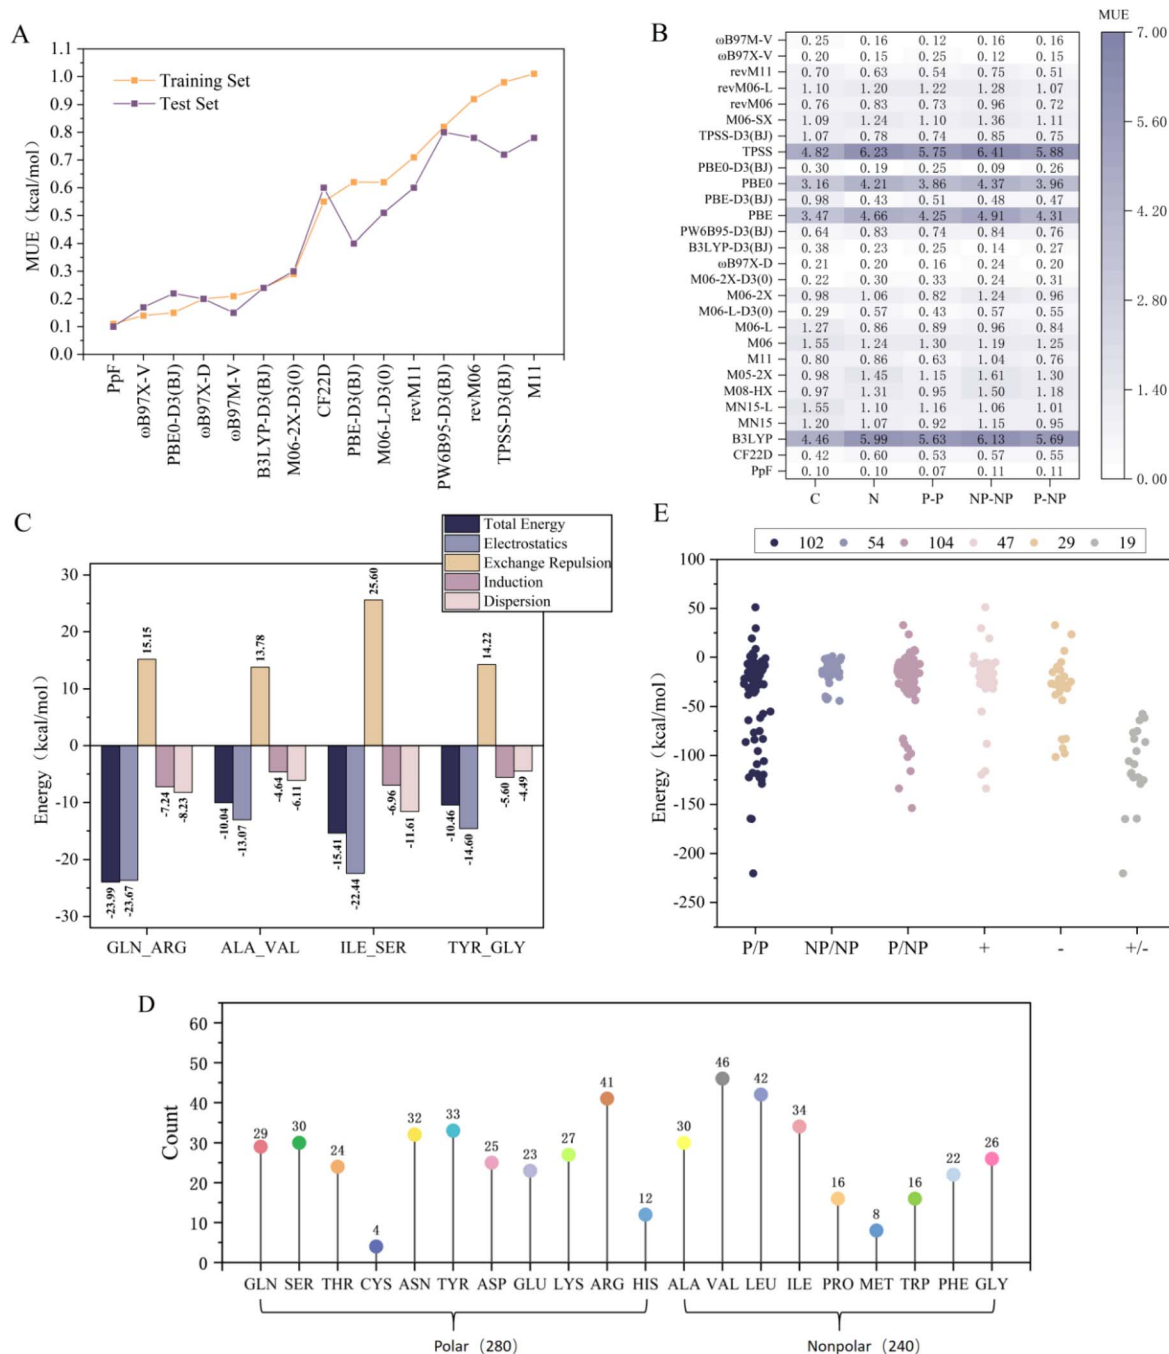 A
MUE (kcal/mol)
1.1
1.0
0.9
0.8
0.7
0.6
0.5
0.4
0.3
0.2
0.1
0.0
Training Set
Test Set
PpF
ωB97X-V
PBE0-D3(BJ)
ωB97X-D
ωB97M-V
B3LYP-D3(BJ)
M06-2X-D3(0)
CF22D
PBE-D3(BJ)
M06-L-D3(0)
revM11
PW6B95-D3(BJ)
revM06
TPSS-D3(BJ)
M11
B
ωB97M-V 0.25 0.16 0.12 0.16 0.16
ωB97X-V 0.20 0.15 0.25 0.12 0.15
revM11 0.70 0.63 0.54 0.75 0.51
revM06-L 1.10 1.20 1.22 1.28 1.07
revM06 0.76 0.83 0.73 0.96 0.72
M06-SX 1.09 1.24 1.10 1.36 1.11
TPSS-D3(BJ) 1.07 0.78 0.74 0.85 0.75
TPSS 4.82 6.23 5.75 6.41 5.88
PBE0-D3(BJ) 0.30 0.19 0.25 0.09 0.26
PBE0 3.16 4.21 3.86 4.37 3.96
PBE-D3(BJ) 0.98 0.43 0.51 0.48 0.47
PBE 3.47 4.66 4.25 4.91 4.31
PW6B95-D3(BJ) 0.64 0.83 0.74 0.84 0.76
B3LYP-D3(BJ) 0.38 0.23 0.25 0.14 0.27
ωB97X-D 0.21 0.20 0.16 0.24 0.20
M06-2X-D3(0) 0.22 0.30 0.33 0.24 0.31
M06-2X 0.98 1.06 0.82 1.24 0.96
M06-L-D3(0) 0.29 0.57 0.43 0.57 0.55
M06-L 1.27 0.86 0.89 0.96 0.84
M06 1.55 1.24 1.30 1.19 1.25
M11 0.80 0.86 0.63 1.04 0.76
M05-2X 0.98 1.45 1.15 1.61 1.30
M08-HX 0.97 1.31 0.95 1.50 1.18
MN15-L 1.55 1.10 1.16 1.06 1.01
MN15 1.20 1.07 0.92 1.15 0.95
B3LYP 4.46 5.99 5.63 6.13 5.69
CF22D 0.42 0.60 0.53 0.57 0.55
PpF 0.10 0.10 0.07 0.11 0.11
C N P-P NP-NP P-NP
MUE
7.00
5.60
4.20
2.80
1.40
0.00
C
Total Energy
Electrostatics
Exchange Repulsion
Induction
Dispersion
Energy (kcal/mol)
30
20
10
0
-10
-20
-30
-23.99
-23.67
15.15
-7.24
-8.23
-10.04
-13.07
13.78
-4.64
-6.11
-15.41
-22.44
25.60
-6.96
-11.61
-10.46
-14.60
14.22
-5.60
-4.49
GLN_ARG ALA_VAL ILE_SER TYR_GLY
E
102 54 104 47 29 19
Energy (kcal/mol)
100
50
0
-50
-100
-150
-200
-250
P/P NP/NP P/NP + - +/-
D
Count
60
50
40
30
20
10
0
29 30 24 4 32 33 25 23 27 41 12 30 46 42 34 16 8 16 22 26
GLN SER THR CYS ASN TYR ASP GLU LYS ARG HIS ALA VAL LEU ILE PRO MET TRP PHE GLY
Polar (280) Nonpolar (240)